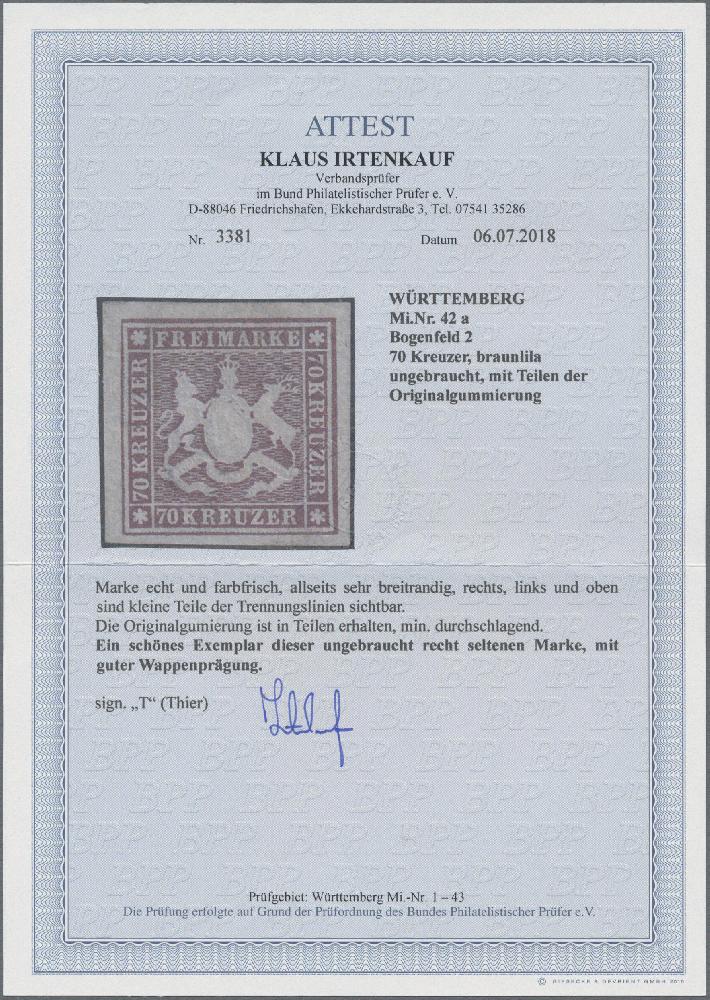 ATTEST
KLAUS IRTENKAUF
Verbandsprüfer
im Bund Philatelistischer Prüfer e. V.
D-88046 Friedrichshafen, Ekkehardstraße 3, Tel. 07541 35286
Nr. 3381 Datum 06.07.2018
WÜRTTEMBERG
Mi.Nr. 42 a
Bogenfeld 2
70 Kreuzer, braunlila
ungebraucht, mit Teilen der
Originalgummierung
FREIMARKE
70 KREUZER
70 KREUZER
70 KREUZER
Marke echt und farbfrisch, allseits sehr breitrandig, rechts, links und oben
sind kleine Teile der Trennungslinien sichtbar.
Die Originalgumierung ist in Teilen erhalten, min. durchschlagend.
Ein schönes Exemplar dieser ungebraucht recht seltenen Marke, mit
guter Wappenprägung.
sign. „T“ (Thier)
Prüfgebiet: Württemberg Mi.-Nr. 1 – 43
Die Prüfung erfolgte auf Grund der Prüfordnung des Bundes Philatelistischer Prüfer e.V.
© GIESECKE & DEVRIENT GMBH 2010